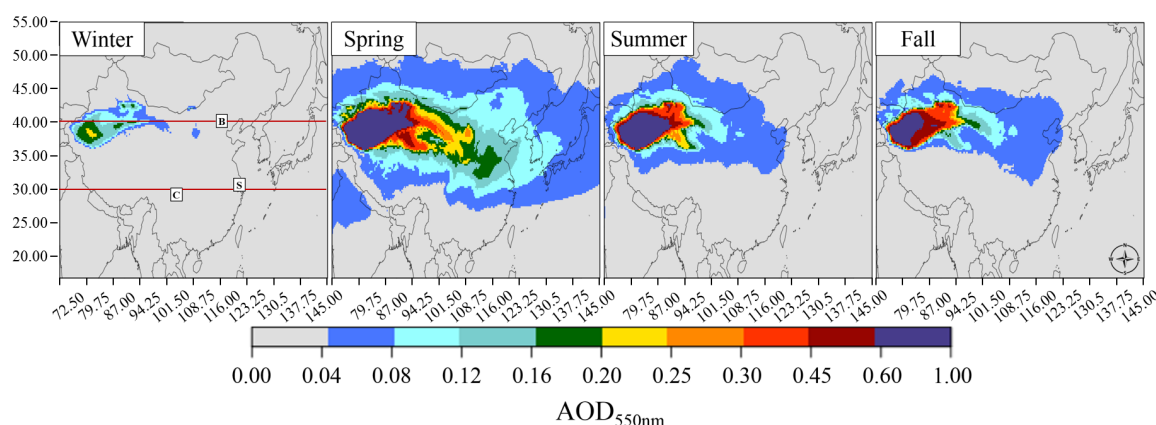 Winter
Spring
Summer
Fall
55.00
50.00
45.00
40.00
35.00
30.00
25.00
20.00
B
S
C
N
72.50 79.75 87.00 94.25 101.50 108.75 116.00 123.25 130.5 137.75 145.00
79.75 87.00 94.25 101.50 108.75 116.00 123.25 130.5 137.75 145.00
79.75 87.00 94.25 101.50 108.75 116.00 123.25 130.5 137.75 145.00
79.75 87.00 94.25 101.50 108.75 116.00 123.25 130.5 137.75 145.00
0.00 0.04 0.08 0.12 0.16 0.20 0.25 0.30 0.45 0.60 1.00
AOD550nm